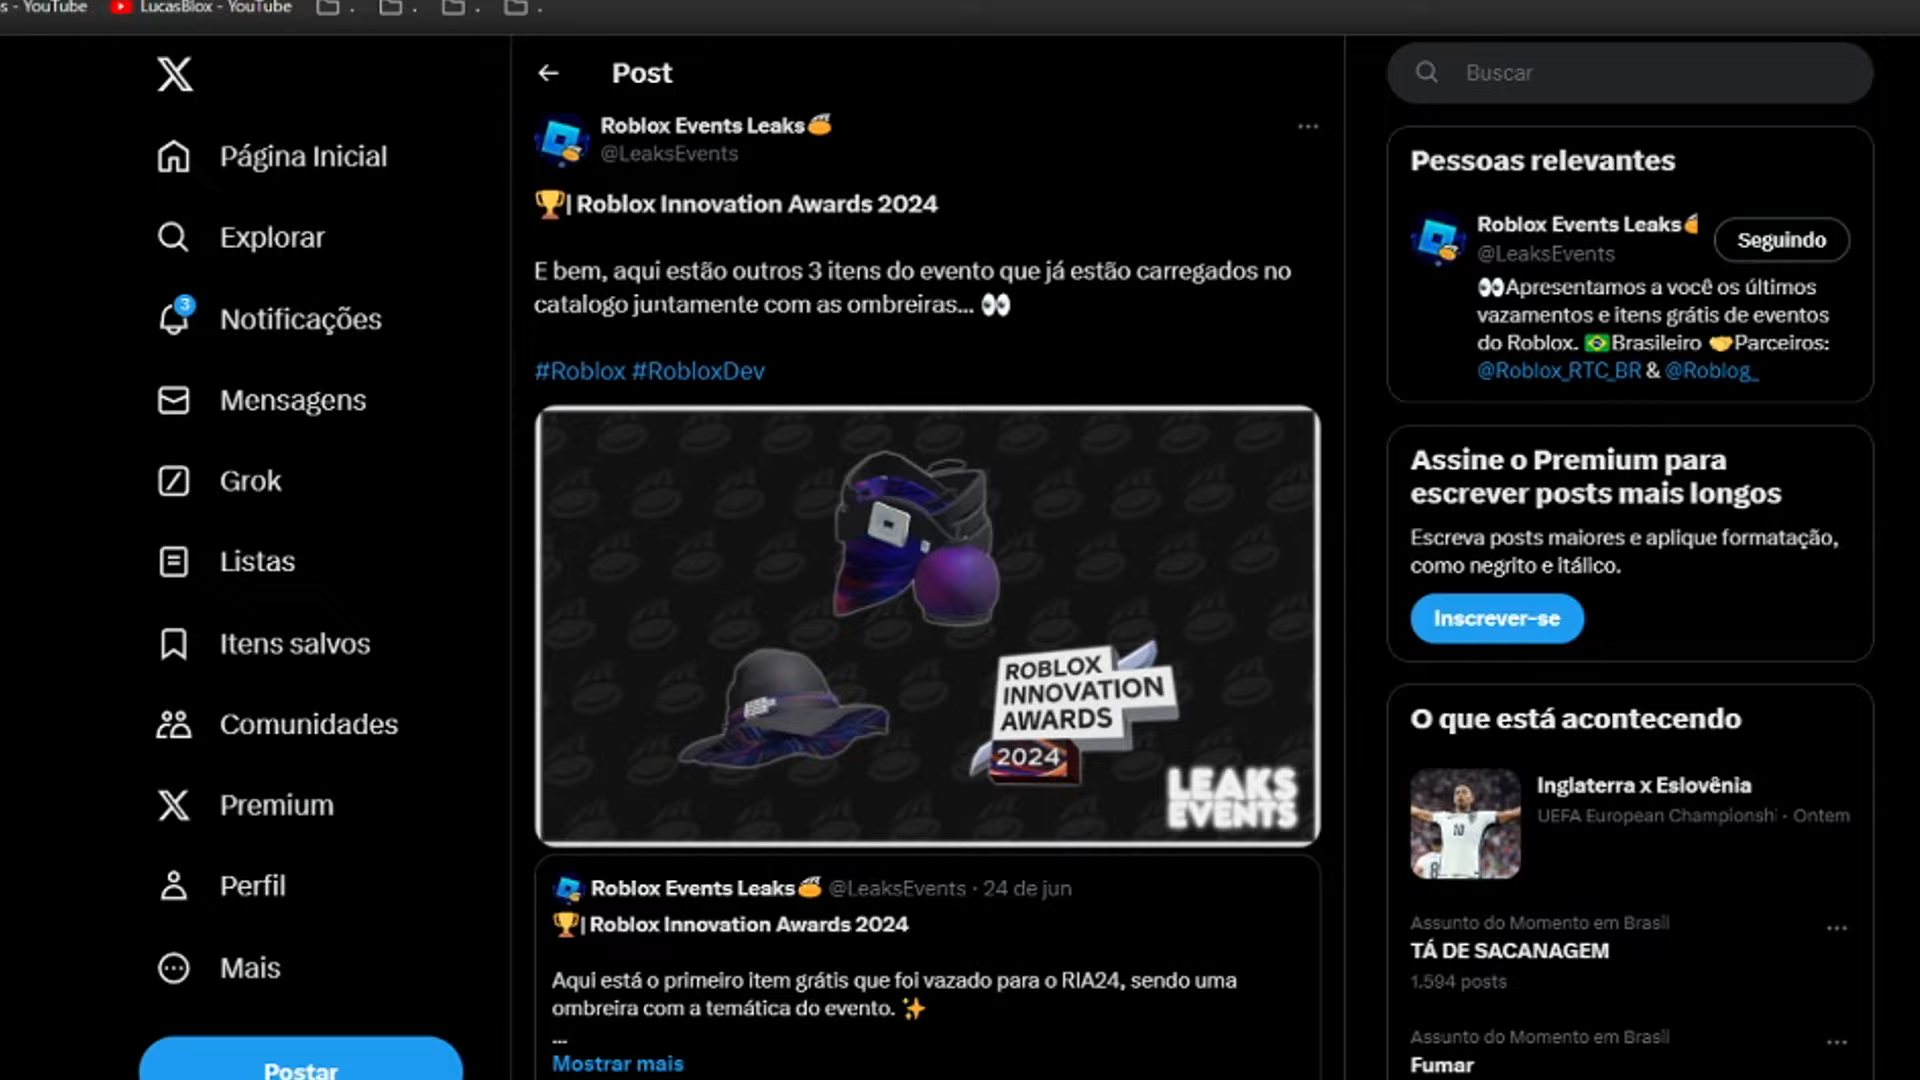 s - YouTube
LucasBlox - YouTube
.
.
.
.
Página Inicial
Explorar
3
Notificações
Mensagens
Grok
Listas
Itens salvos
Comunidades
Premium
Perfil
Mais
Postar
Post
Roblox Events Leaks
@LeaksEvents
🏆| Roblox Innovation Awards 2024
E bem, aqui estão outros 3 itens do evento que já estão carregados no
catalogo juntamente com as ombreiras... 👀
#Roblox #RobloxDev
ROBLOX
INNOVATION
AWARDS
2024
LEAKS
EVENTS
Roblox Events Leaks @LeaksEvents · 24 de jun
🏆| Roblox Innovation Awards 2024
Aqui está o primeiro item grátis que foi vazado para o RIA24, sendo uma
ombreira com a temática do evento. ✨
...
Mostrar mais
Buscar
Pessoas relevantes
Roblox Events Leaks
@LeaksEvents
Seguindo
👀Apresentamos a você os últimos
vazamentos e itens grátis de eventos
do Roblox. 🇧🇷Brasileiro 🤝Parceiros:
@Roblox_RTC_BR & @Roblog_
Assine o Premium para
escrever posts mais longos
Escreva posts maiores e aplique formatação,
como negrito e itálico.
Inscrever-se
O que está acontecendo
Inglaterra x Eslovênia
UEFA European Championshi · Ontem
Assunto do Momento em Brasil
TÁ DE SACANAGEM
1.594 posts
Assunto do Momento em Brasil
Fumar